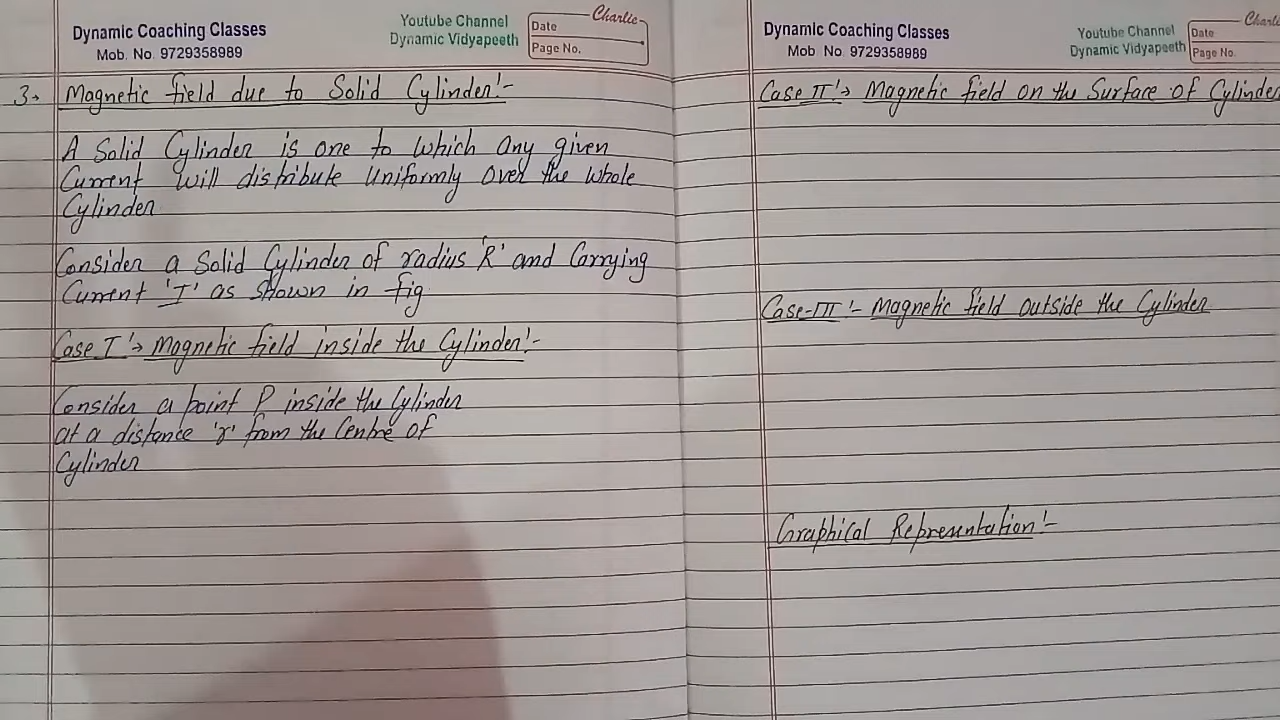 Dynamic Coaching Classes
Mob. No. 9729358989
Youtube Channel
Dynamic Vidyapeeth
Charlie
Date
Page No.
3. Magnetic field due to Solid Cylinder:-
A Solid Cylinder is one to which any given
Current will distribute Uniformly over the whole
Cylinder
Consider a Solid Cylinder of radius 'R' and Carrying
Current 'I' as shown in fig
Case I :→ Magnetic field inside the Cylinder:-
Consider a point P inside the Cylinder
at a distance 'r' from the Centre of
Cylinder
Dynamic Coaching Classes
Mob. No. 9729358989
Youtube Channel
Dynamic Vidyapeeth
Charli
Date
Page No.
Case II :→ Magnetic field on the Surface of Cylinder
Case-III :- Magnetic field outside the Cylinder
Graphical Representation:-